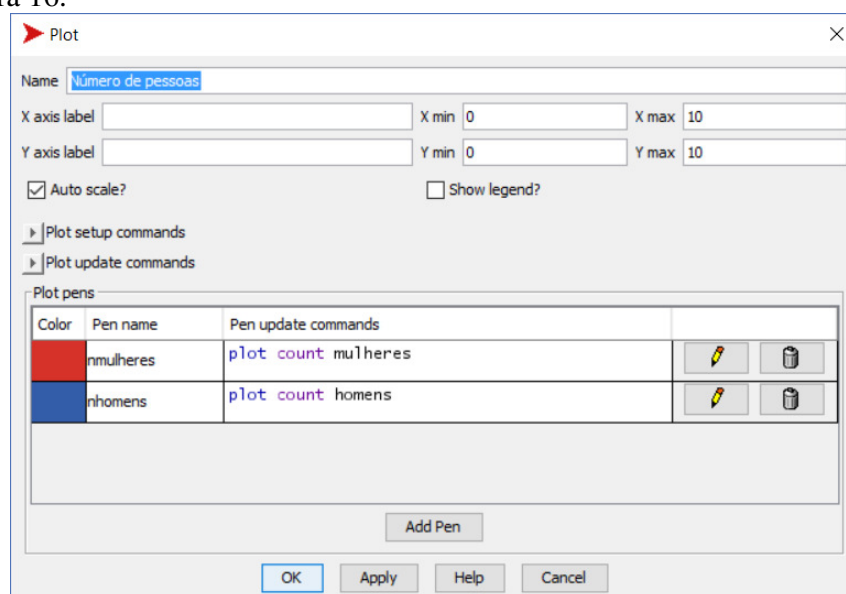 ra 16.
Plot
Name Número de pessoas
X axis label X min 0 X max 10
Y axis label Y min 0 Y max 10
Auto scale? Show legend?
Plot setup commands
Plot update commands
Plot pens
Color Pen name Pen update commands
nmulheres plot count mulheres
nhomens plot count homens
Add Pen
OK Apply Help Cancel